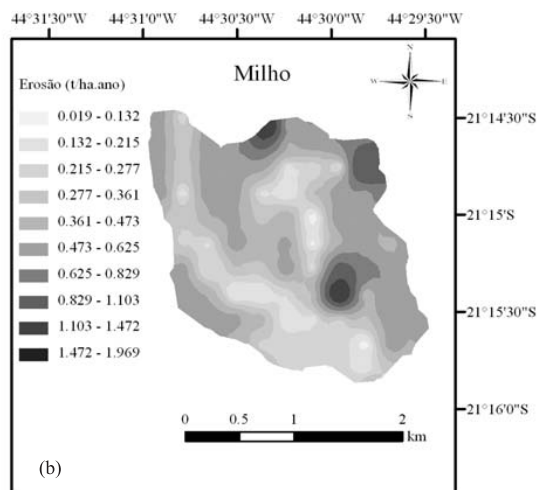 44°31'30"W 44°31'0"W 44°30'30"W 44°30'0"W 44°29'30"W
Milho
N
W E
S
Erosão (t/ha.ano)
0.019 - 0.132
0.132 - 0.215
0.215 - 0.277
0.277 - 0.361
0.361 - 0.473
0.473 - 0.625
0.625 - 0.829
0.829 - 1.103
1.103 - 1.472
1.472 - 1.969
21°14'30"S
21°15'S
21°15'30"S
21°16'0"S
0 0.5 1 2
km
(b)